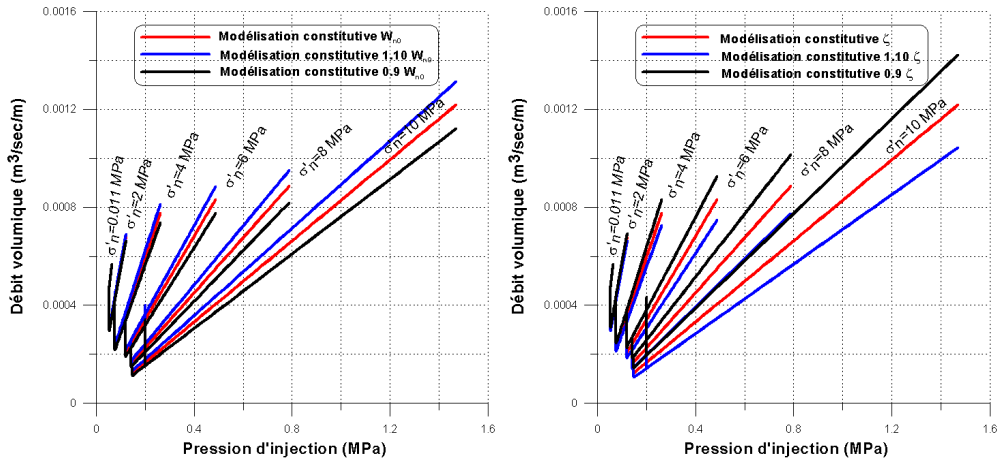 0.0016
0.0012
0.0008
0.0004
0
Débit volumique (m³/sec/m)
Modélisation constitutive Wn0
Modélisation constitutive 1.10 Wn0
Modélisation constitutive 0.9 Wn0
σ'n=0.011 MPa
σ'n=2 MPa
σ'n=4 MPa
σ'n=6 MPa
σ'n=8 MPa
σ'n=10 MPa
0 0.4 0.8 1.2 1.6
Pression d'injection (MPa)
0.0016
0.0012
0.0008
0.0004
0
Débit volumique (m³/sec/m)
Modélisation constitutive ζ
Modélisation constitutive 1.10 ζ
Modélisation constitutive 0.9 ζ
σ'n=0.011 MPa
σ'n=2 MPa
σ'n=4 MPa
σ'n=6 MPa
σ'n=8 MPa
σ'n=10 MPa
0 0.4 0.8 1.2 1.6
Pression d'injection (MPa)